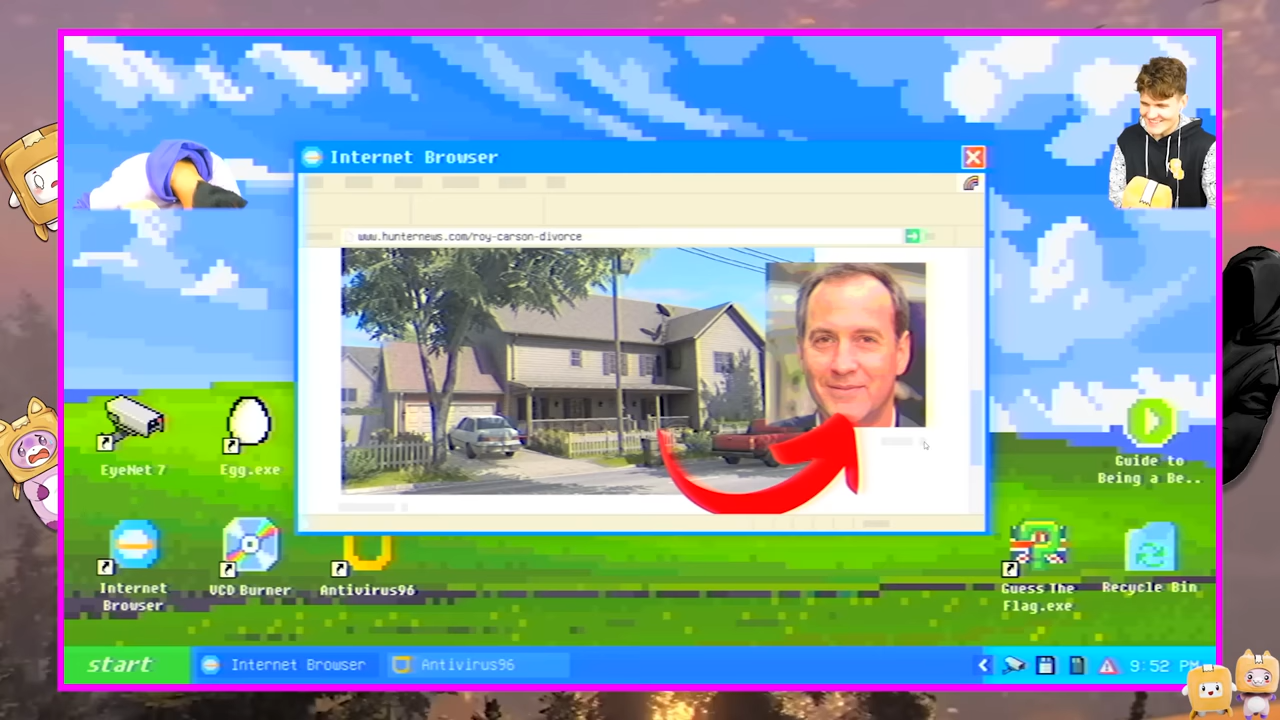 Internet Browser
www.hunternews.com/roy-carson-divorce
EyeNet 7
Egg.exe
Guide to
Being a Be..
Internet
Browser
VCD Burner
Antivirus96
Guess The
Flag.exe
Recycle Bin
start
Internet Browser
Antivirus96
9:52 PM